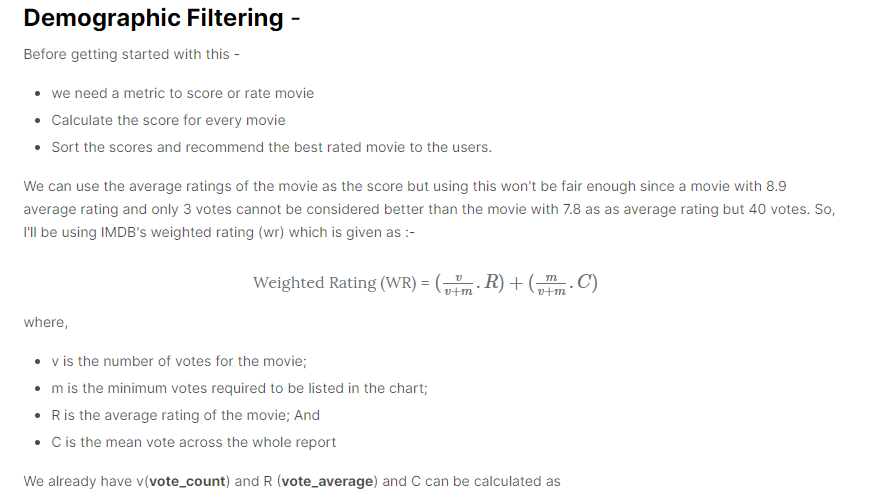 Demographic Filtering -
Before getting started with this -
• we need a metric to score or rate movie
• Calculate the score for every movie
• Sort the scores and recommend the best rated movie to the users.
We can use the average ratings of the movie as the score but using this won't be fair enough since a movie with 8.9
average rating and only 3 votes cannot be considered better than the movie with 7.8 as as average rating but 40 votes. So,
I'll be using IMDB's weighted rating (wr) which is given as :-
Weighted Rating (WR) = (v/v+m . R) + (m/v+m . C)
where,
• v is the number of votes for the movie;
• m is the minimum votes required to be listed in the chart;
• R is the average rating of the movie; And
• C is the mean vote across the whole report
We already have v(vote_count) and R (vote_average) and C can be calculated as